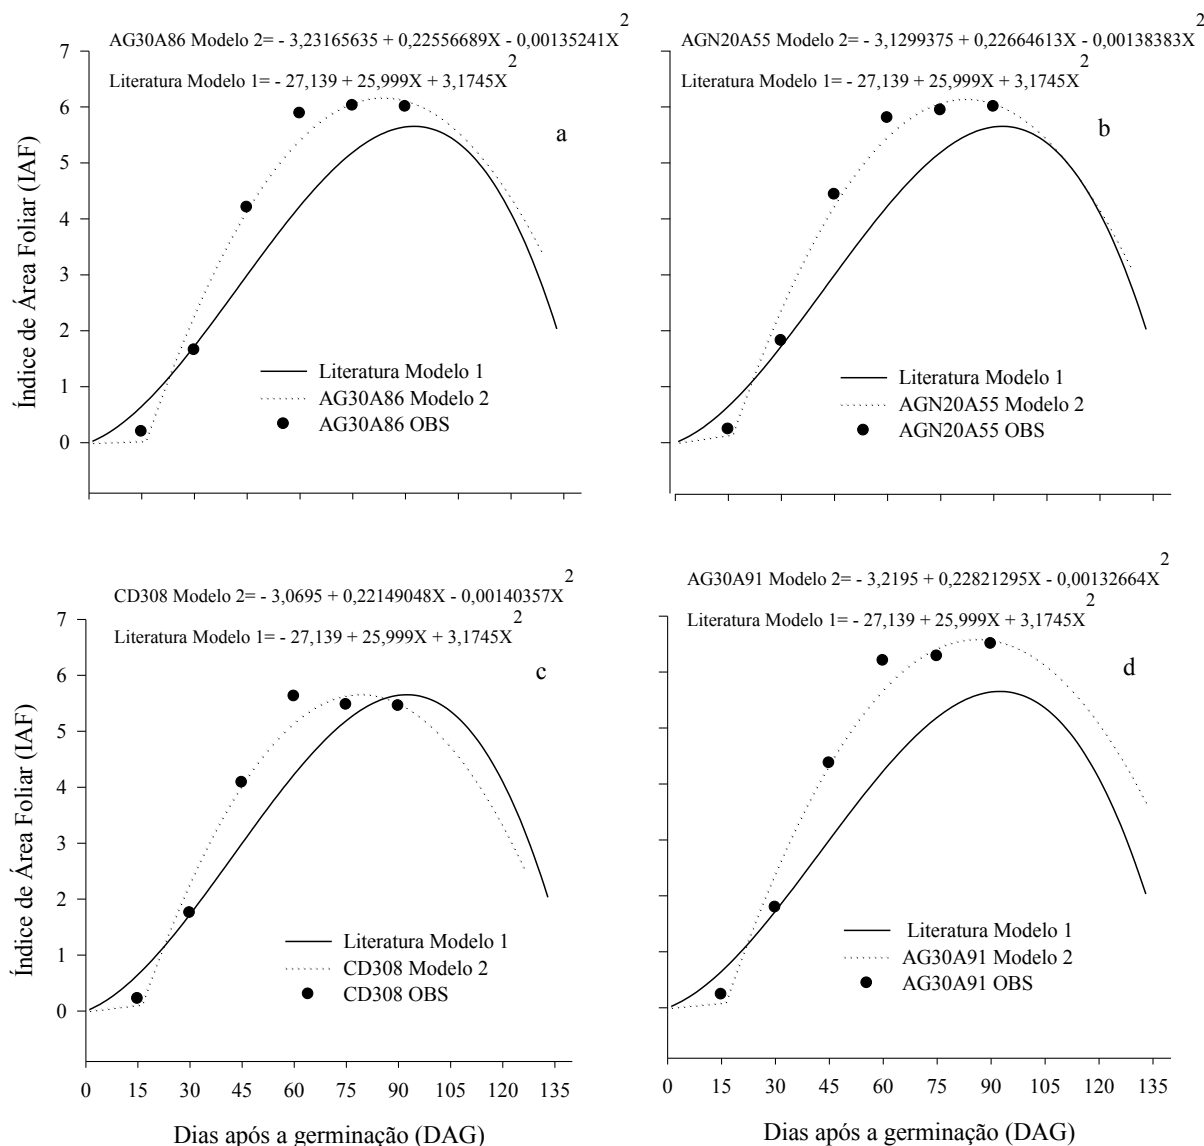 AG30A86 Modelo 2= - 3,23165635 + 0,22556689X - 0,00135241X²
Literatura Modelo 1= - 27,139 + 25,999X + 3,1745X²
Índice de Área Foliar (IAF)
7
6
5
4
3
2
1
0
a
Literatura Modelo 1
AG30A86 Modelo 2
AG30A86 OBS
AGN20A55 Modelo 2= - 3,1299375 + 0,22664613X - 0,00138383X²
Literatura Modelo 1= - 27,139 + 25,999X + 3,1745X²
b
Literatura Modelo 1
AGN20A55 Modelo 2
AGN20A55 OBS
CD308 Modelo 2= - 3,0695 + 0,22149048X - 0,00140357X²
Literatura Modelo 1= - 27,139 + 25,999X + 3,1745X²
Índice de Área Foliar (IAF)
7
6
5
4
3
2
1
0
c
Literatura Modelo 1
CD308 Modelo 2
CD308 OBS
0 15 30 45 60 75 90 105 120 135
Dias após a germinação (DAG)
AG30A91 Modelo 2= - 3,2195 + 0,22821295X - 0,00132664X²
Literatura Modelo 1= - 27,139 + 25,999X + 3,1745X²
d
Literatura Modelo 1
AG30A91 Modelo 2
AG30A91 OBS
0 15 30 45 60 75 90 105 120 135
Dias após a germinação (DAG)